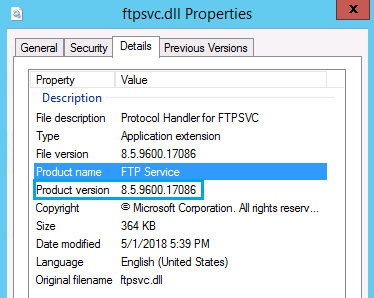 ftpsvc.dll Properties
General Security Details Previous Versions
Property Value
Description
File description Protocol Handler for FTPSVC
Type Application extension
File version 8.5.9600.17086
Product name FTP Service
Product version 8.5.9600.17086
Copyright © Microsoft Corporation. All rights reserv...
Size 364 KB
Date modified 5/1/2018 5:39 PM
Language English (United States)
Original filename ftpsvc.dll